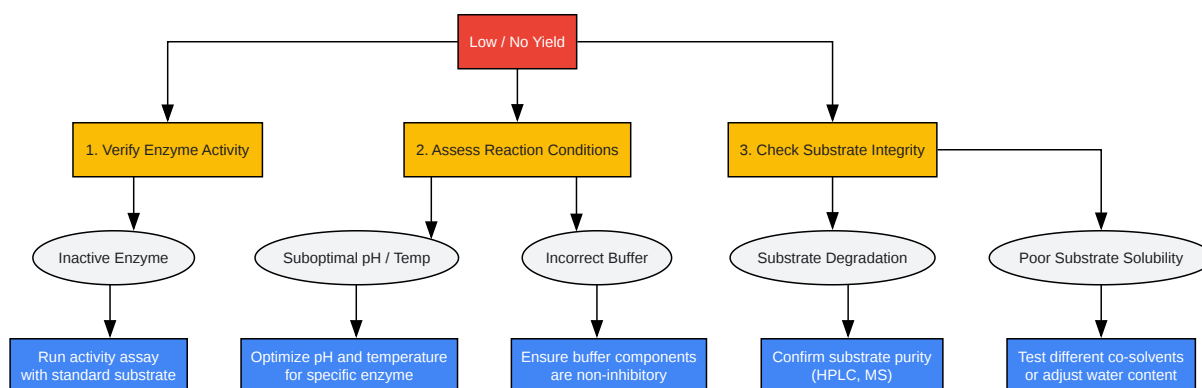 Low / No Yield
1. Verify Enzyme Activity
2. Assess Reaction Conditions
3. Check Substrate Integrity
Inactive Enzyme
Suboptimal pH / Temp
Incorrect Buffer
Substrate Degradation
Poor Substrate Solubility
Run activity assay
with standard substrate
Optimize pH and temperature
for specific enzyme
Ensure buffer components
are non-inhibitory
Confirm substrate purity
(HPLC, MS)
Test different co-solvents
or adjust water content